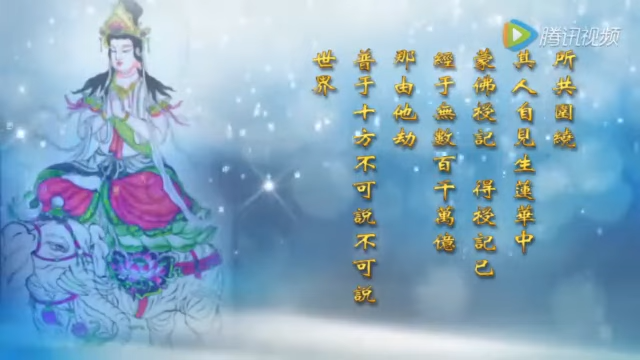 腾讯视频
所共圍繞
其人自見生蓮華中
蒙佛授記 得授記已
經于無數百千萬億
那由他劫
普于十方不可說不可說
世界